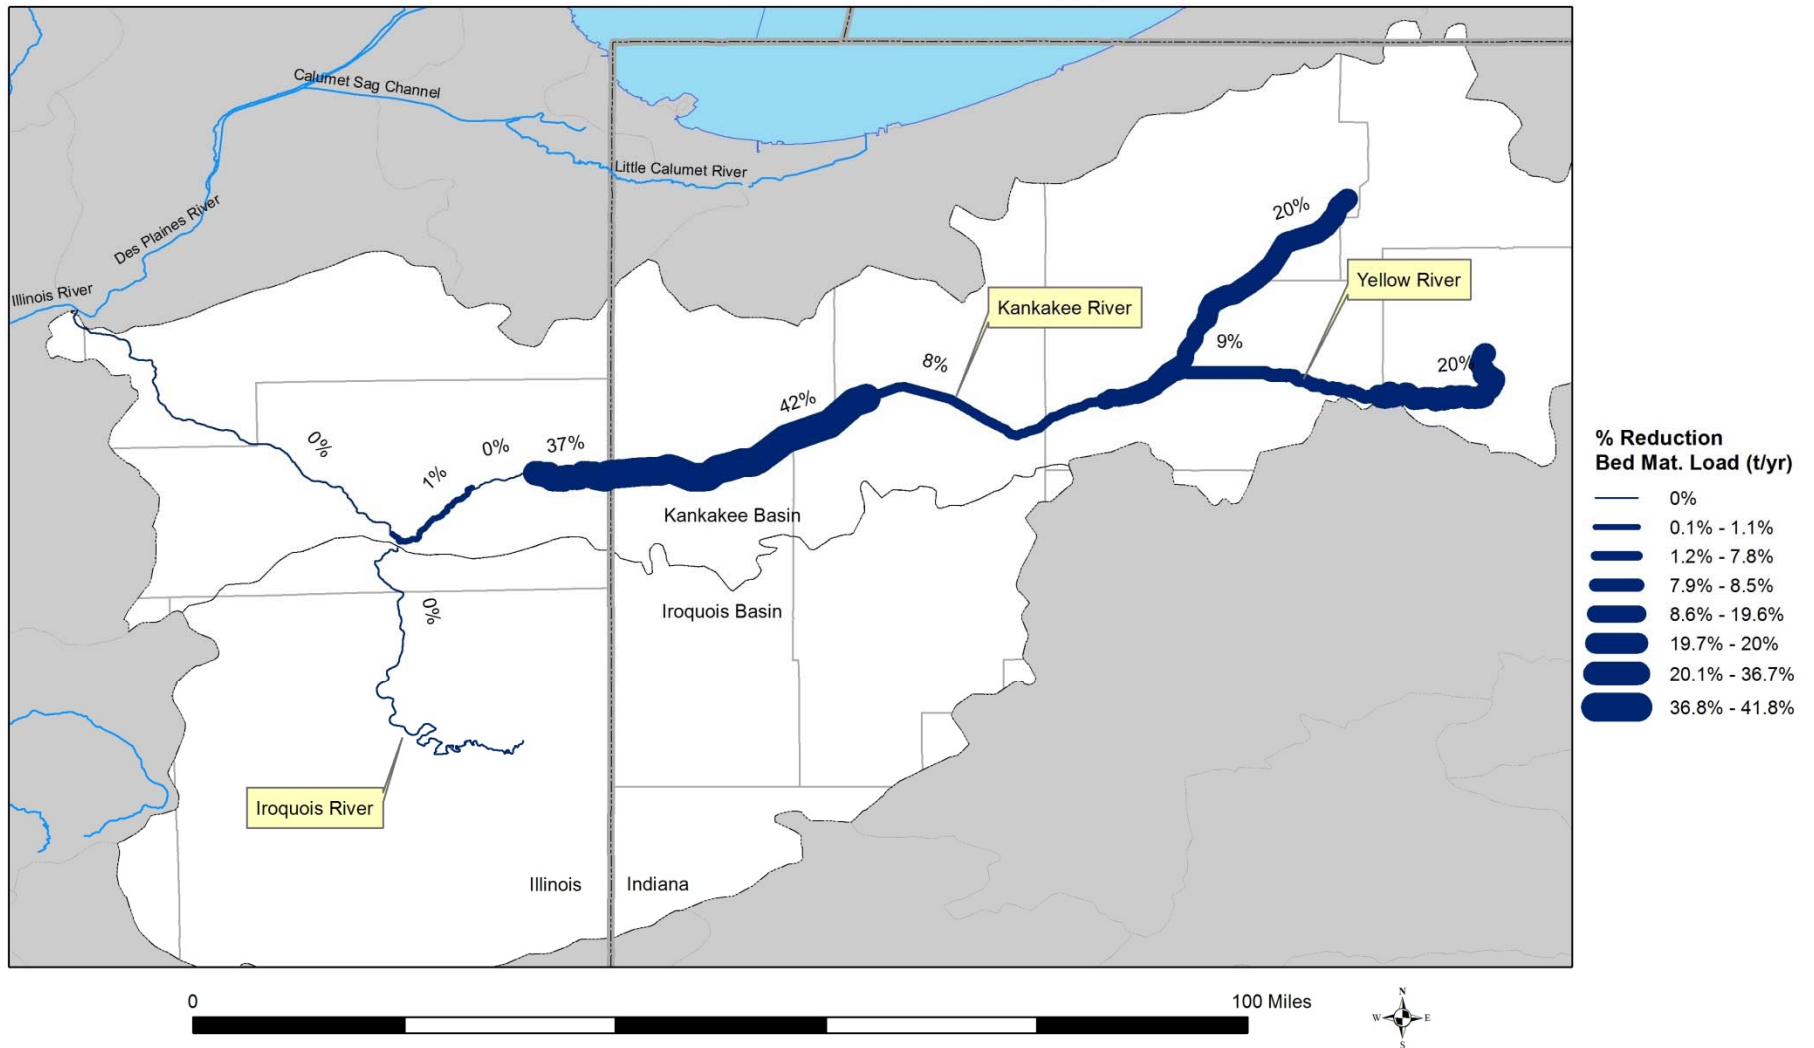 Calumet Sag Channel
Little Calumet River
Des Plaines River
Illinois River
20%
Yellow River
Kankakee River
9%
8%
20%
42%
37%
0%
1%
0%
Kankakee Basin
Iroquois Basin
0%
Iroquois River
Illinois
Indiana
% Reduction
Bed Mat. Load (t/yr)
0%
0.1% - 1.1%
1.2% - 7.8%
7.9% - 8.5%
8.6% - 19.6%
19.7% - 20%
20.1% - 36.7%
36.8% - 41.8%
0
100 Miles
N
W
E
S